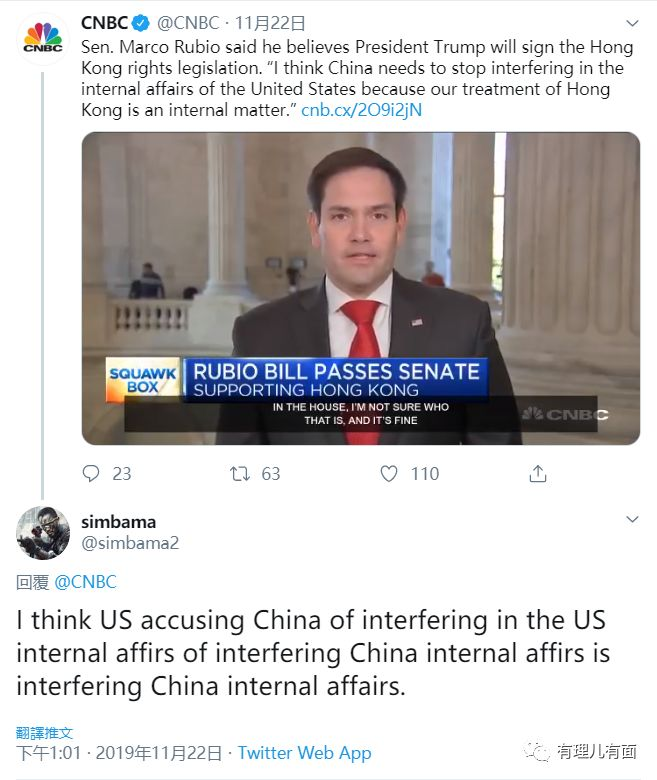 CNBC @CNBC · 11月22日
Sen. Marco Rubio said he believes President Trump will sign the Hong
Kong rights legislation. “I think China needs to stop interfering in the
internal affairs of the United States because our treatment of Hong
Kong is an internal matter.” cnb.cx/2O9i2jN
CNBC
SQUAWK
BOX
RUBIO BILL PASSES SENATE
SUPPORTING HONG KONG
IN THE HOUSE, I'M NOT SURE WHO
THAT IS, AND IT'S FINE
CNBC
23 63 110
simbama
@simbama2
回覆 @CNBC
I think US accusing China of interfering in the US
internal affirs of interfering China internal affirs is
interfering China internal affairs.
翻譯推文
下午1:01 · 2019年11月22日 · Twitter Web App
有理儿有面